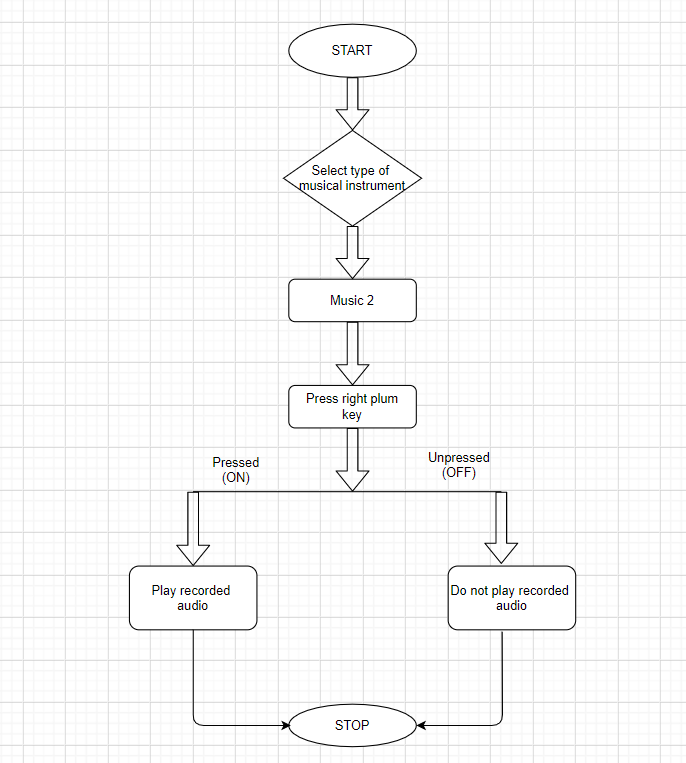 START
Select type of
musical instrument
Music 2
Press right plum
key
Pressed
(ON)
Unpressed
(OFF)
Play recorded
audio
Do not play recorded
audio
STOP